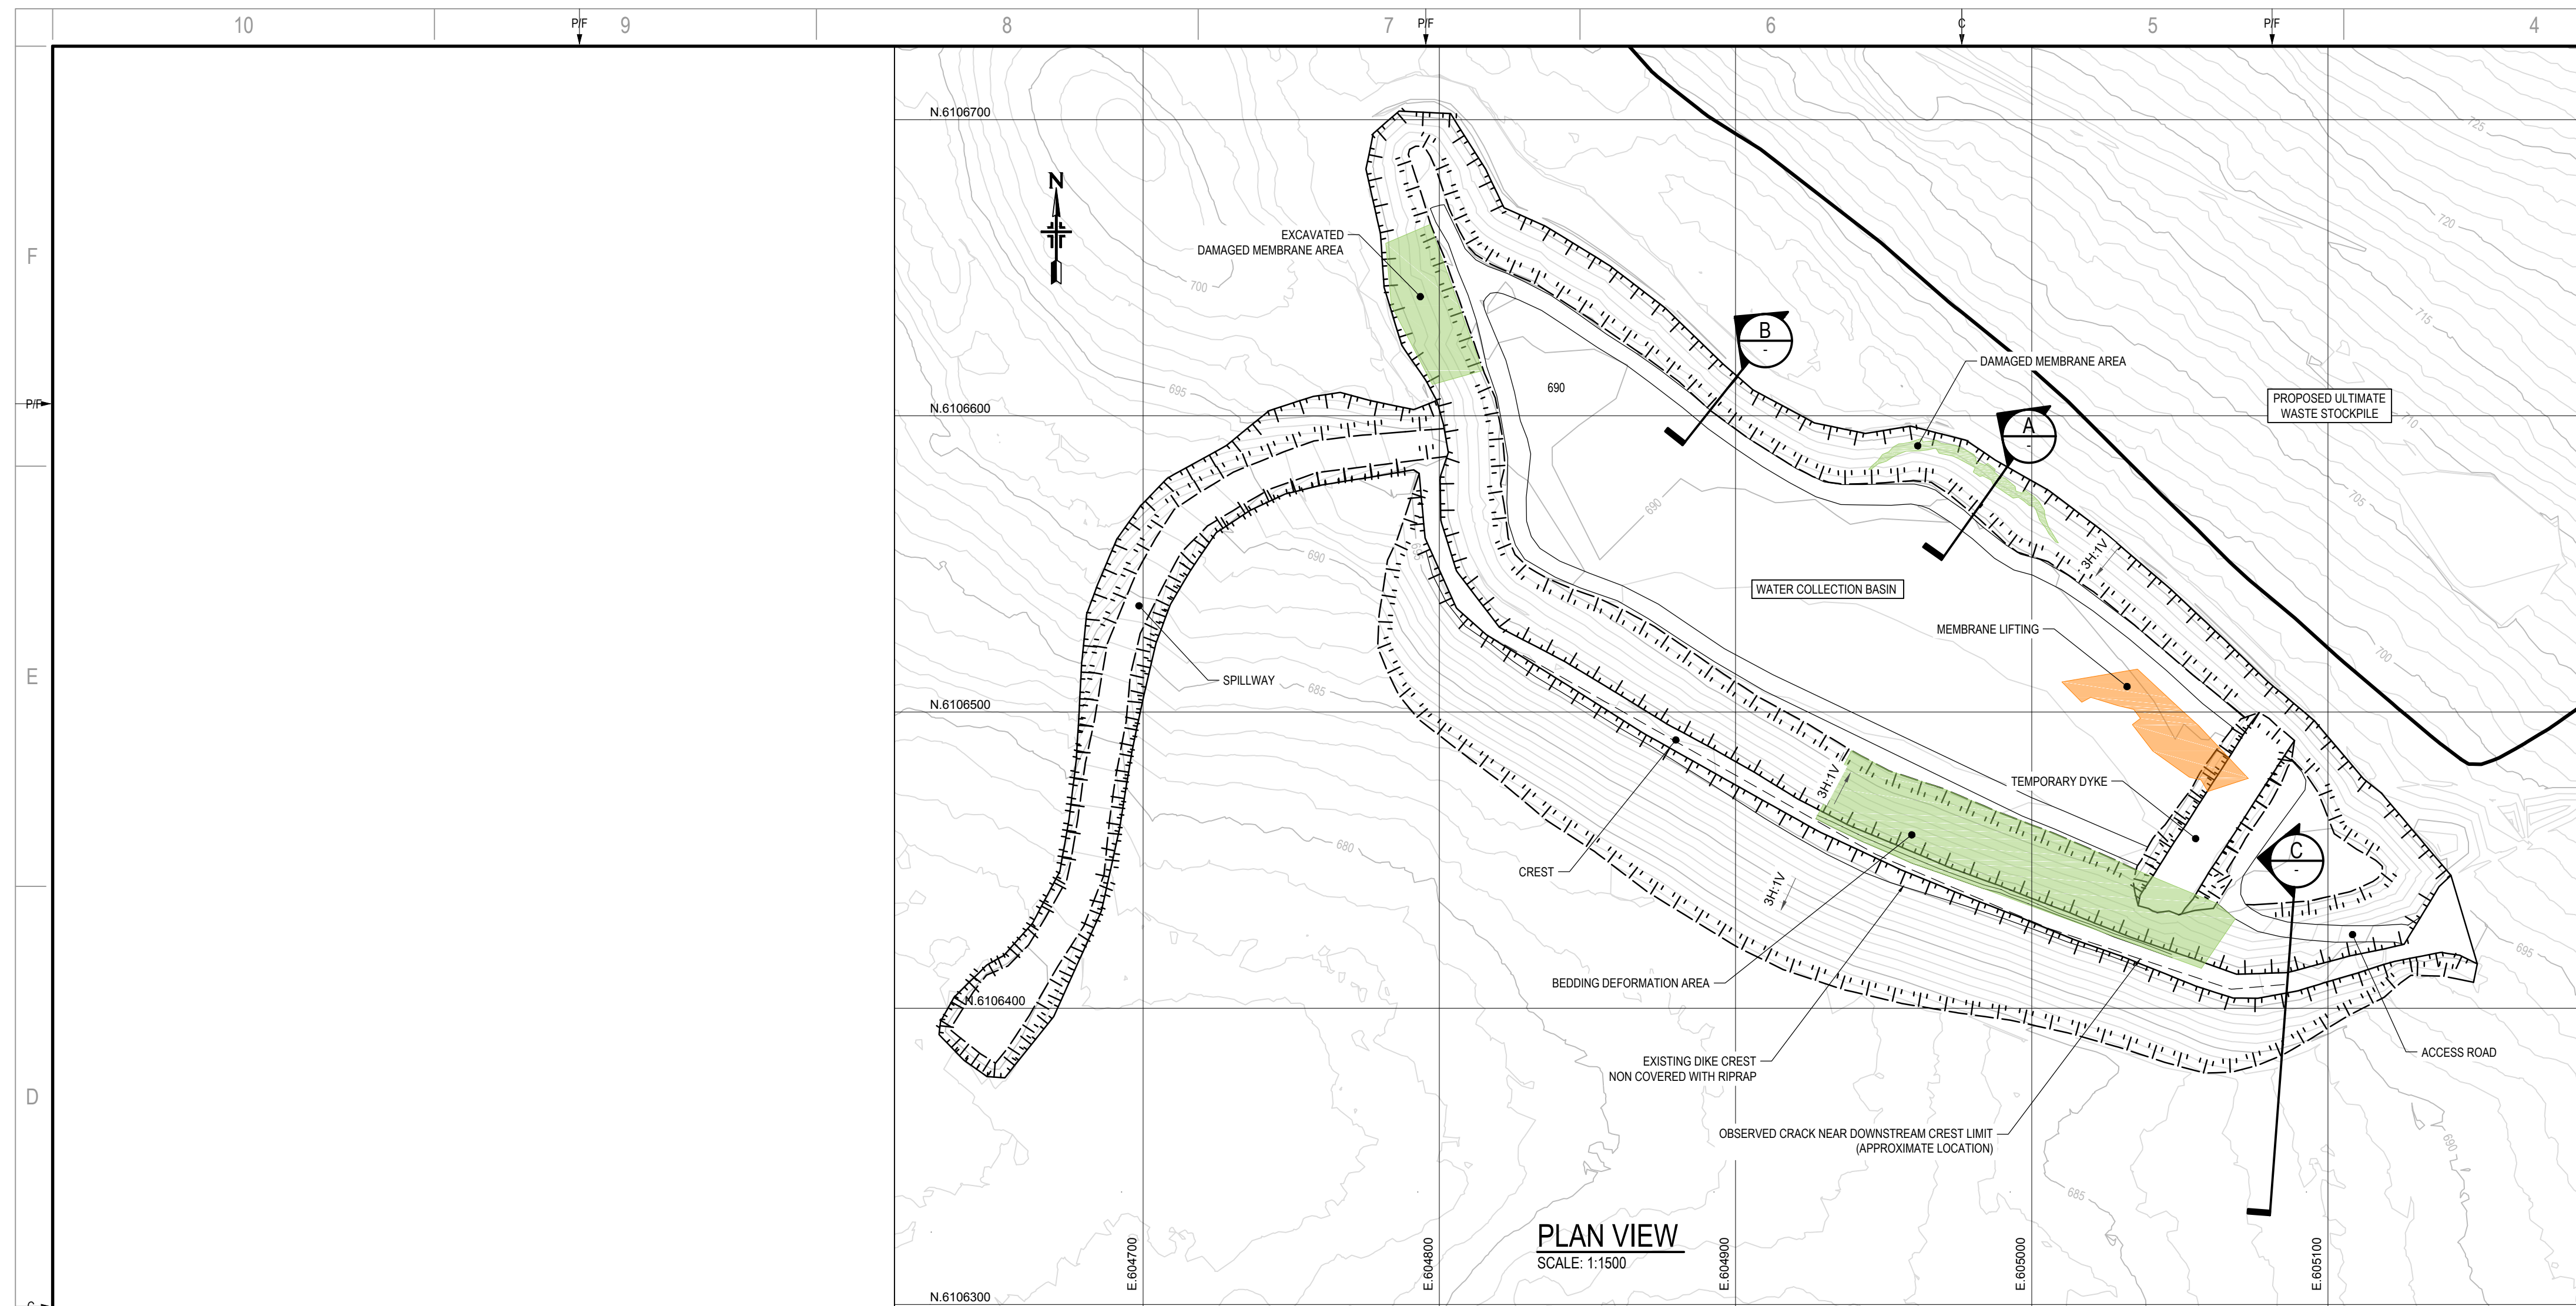 10
P/F
9
8
7
P/F
6
C
5
P/F
4
N.6106700
725
N
720
F
EXCAVATED
DAMAGED MEMBRANE AREA
700
715
B
-
DAMAGED MEMBRANE AREA
690
695
PROPOSED ULTIMATE
WASTE STOCKPILE
P/F
N.6106600
710
A
-
705
690
690
3H:1V
WATER COLLECTION BASIN
MEMBRANE LIFTING
700
E
SPILLWAY
685
N.6106500
3H:1V
TEMPORARY DYKE
680
C
-
CREST
3H:1V
695
BEDDING DEFORMATION AREA
N.6106400
EXISTING DIKE CREST
NON COVERED WITH RIPRAP
ACCESS ROAD
D
OBSERVED CRACK NEAR DOWNSTREAM CREST LIMIT
(APPROXIMATE LOCATION)
690
685
PLAN VIEW
SCALE: 1:1500
E.604700
E.604800
E.604900
E.605000
E.605100
N.6106300